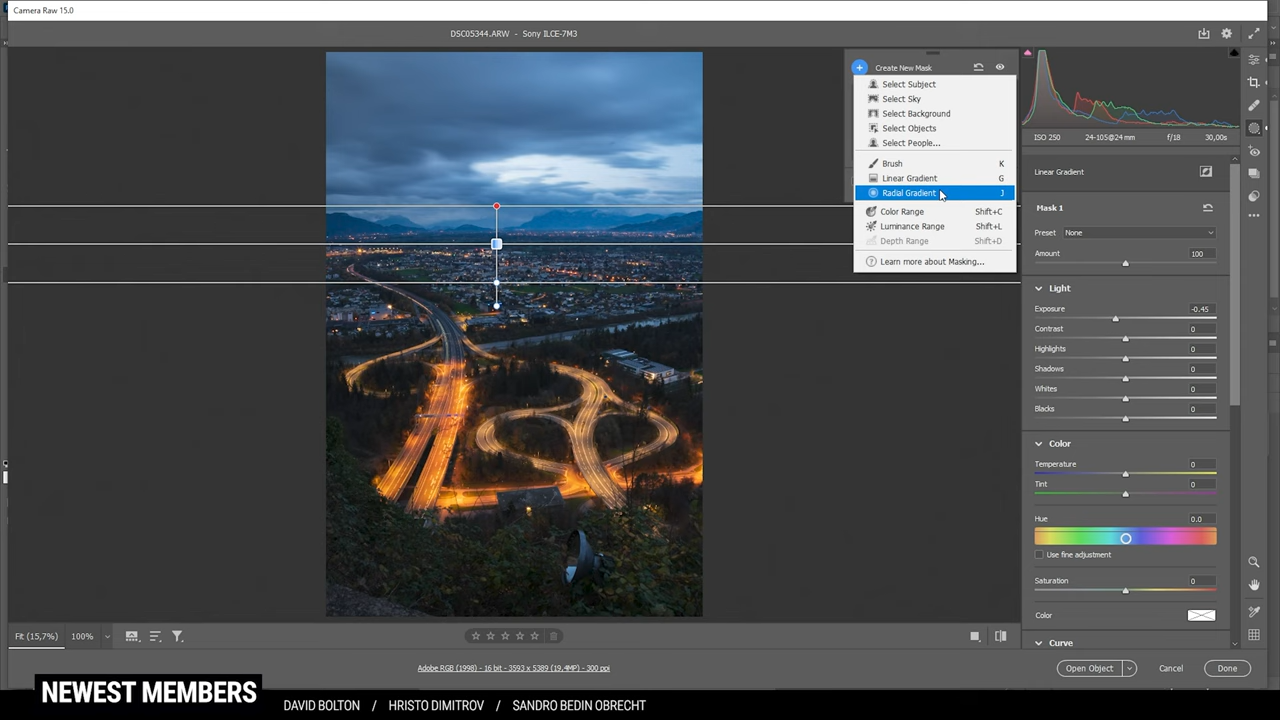 Camera Raw 15.0
DSC05344.ARW - Sony ILCE-7M3
Create New Mask
Select Subject
Select Sky
Select Background
Select Objects
Select People...
Brush K
Linear Gradient G
Radial Gradient J
Color Range Shift+C
Luminance Range Shift+L
Depth Range Shift+D
Learn more about Masking...
ISO 250 24-105@24 mm f/18 30,00s
Linear Gradient
Mask 1
Preset None
Amount 100
Light
Exposure -0.45
Contrast 0
Highlights 0
Shadows 0
Whites 0
Blacks 0
Color
Temperature 0
Tint 0
Hue 0.0
Use fine adjustment
Saturation 0
Color
Curve
Fit (15,7%) 100%
Adobe RGB (1998) - 16 bit - 3593 x 5389 (19,4MP) - 300 ppi
Open Object Cancel Done
NEWEST MEMBERS
DAVID BOLTON / HRISTO DIMITROV / SANDRO BEDIN OBRECHT